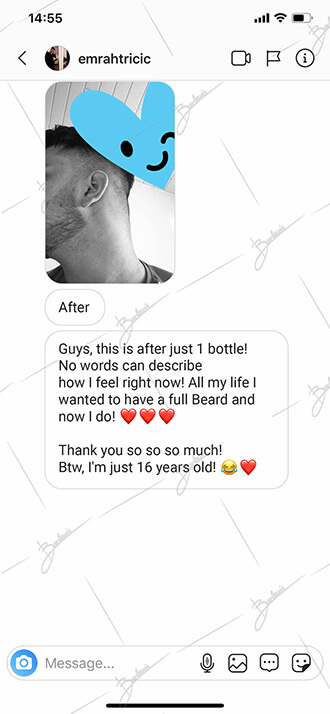 14:55
emrahtricic
After
Guys, this is after just 1 bottle!
No words can describe
how I feel right now! All my life I
wanted to have a full Beard and
now I do! ❤️❤️❤️
Thank you so so so much!
Btw, I'm just 16 years old! 😂❤️
Message...